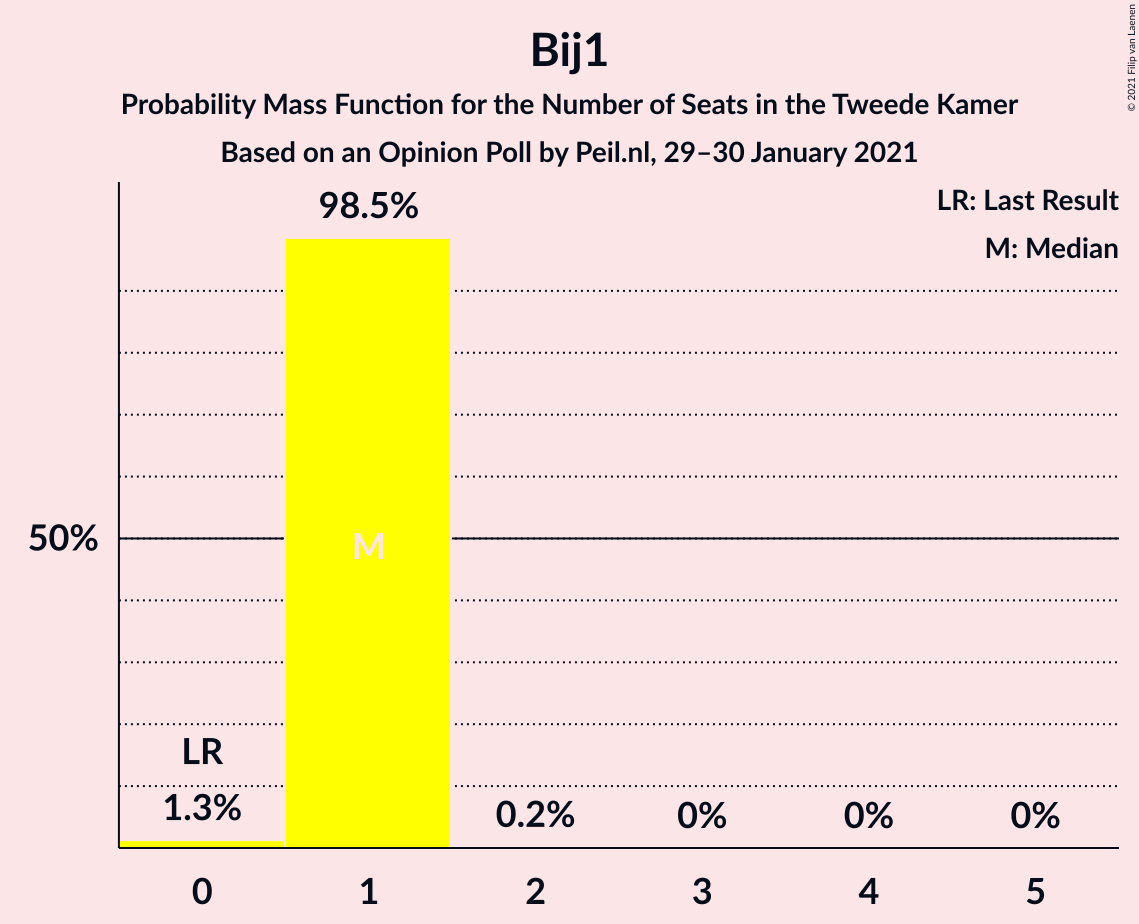 Bij1
Probability Mass Function for the Number of Seats in the Tweede Kamer
Based on an Opinion Poll by Peil.nl, 29–30 January 2021
© 2021 Filip van Laenen
LR: Last Result
M: Median
98.5%
50%
M
LR
1.3%
0.2%
0%
0%
0%
0 1 2 3 4 5